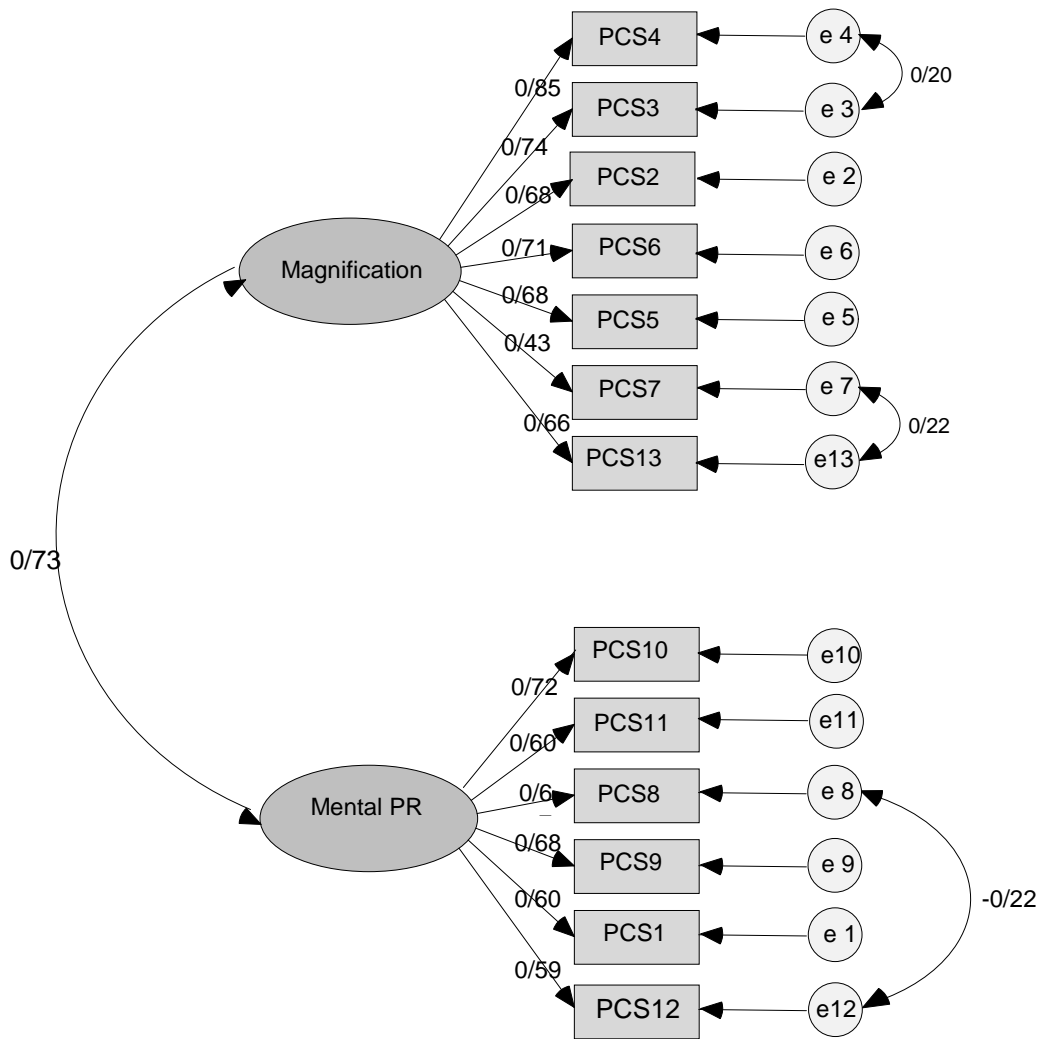 PCS4
e 4
0/20
0/85
PCS3
e 3
0/74
PCS2
e 2
0/68
PCS6
e 6
0/71
Magnification
0/68
PCS5
e 5
0/43
PCS7
e 7
0/22
0/66
PCS13
e13
0/73
PCS10
e10
0/72
PCS11
e11
0/60
Mental PR
0/6
PCS8
e 8
0/68
PCS9
e 9
-0/22
0/60
PCS1
e 1
0/59
PCS12
e12